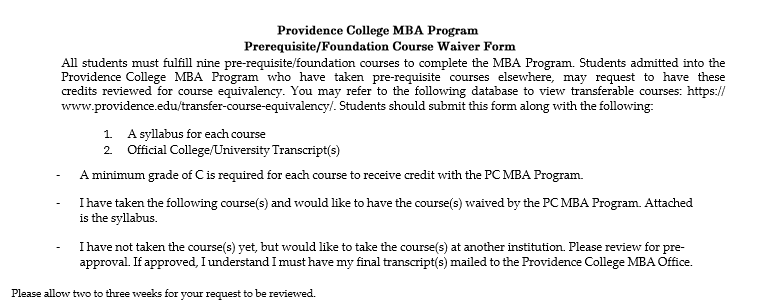 Providence College MBA Program
Prerequisite/Foundation Course Waiver Form
All students must fulfill nine pre-requisite/foundation courses to complete the MBA Program. Students admitted into the
Providence College MBA Program who have taken pre-requisite courses elsewhere, may request to have these
credits reviewed for course equivalency. You may refer to the following database to view transferable courses: https://
www.providence.edu/transfer-course-equivalency/. Students should submit this form along with the following:
1. A syllabus for each course
2. Official College/University Transcript(s)
- A minimum grade of C is required for each course to receive credit with the PC MBA Program.
- I have taken the following course(s) and would like to have the course(s) waived by the PC MBA Program. Attached
is the syllabus.
- I have not taken the course(s) yet, but would like to take the course(s) at another institution. Please review for pre-
approval. If approved, I understand I must have my final transcript(s) mailed to the Providence College MBA Office.
Please allow two to three weeks for your request to be reviewed.